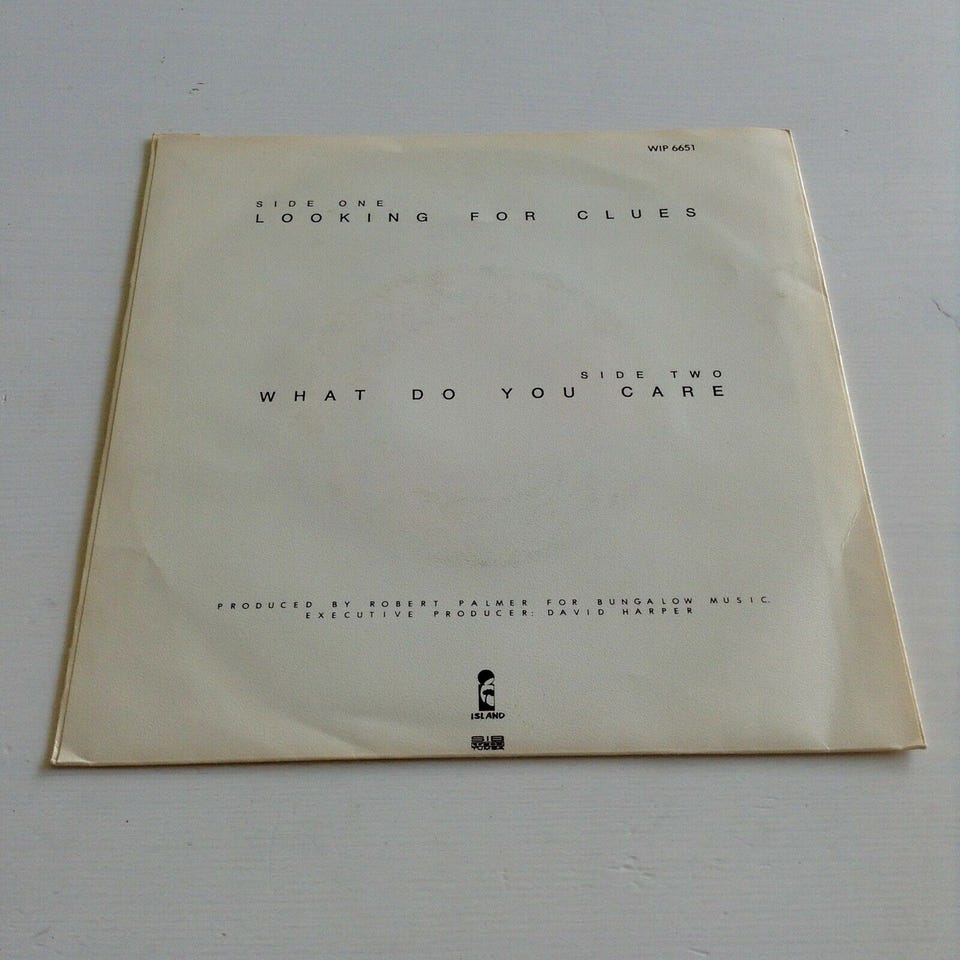 WIP 6651
SIDE ONE
LOOKING FOR CLUES
SIDE TWO
WHAT DO YOU CARE
PRODUCED BY ROBERT PALMER FOR BUNGALOW MUSIC.
EXECUTIVE PRODUCER: DAVID HARPER
ISLAND